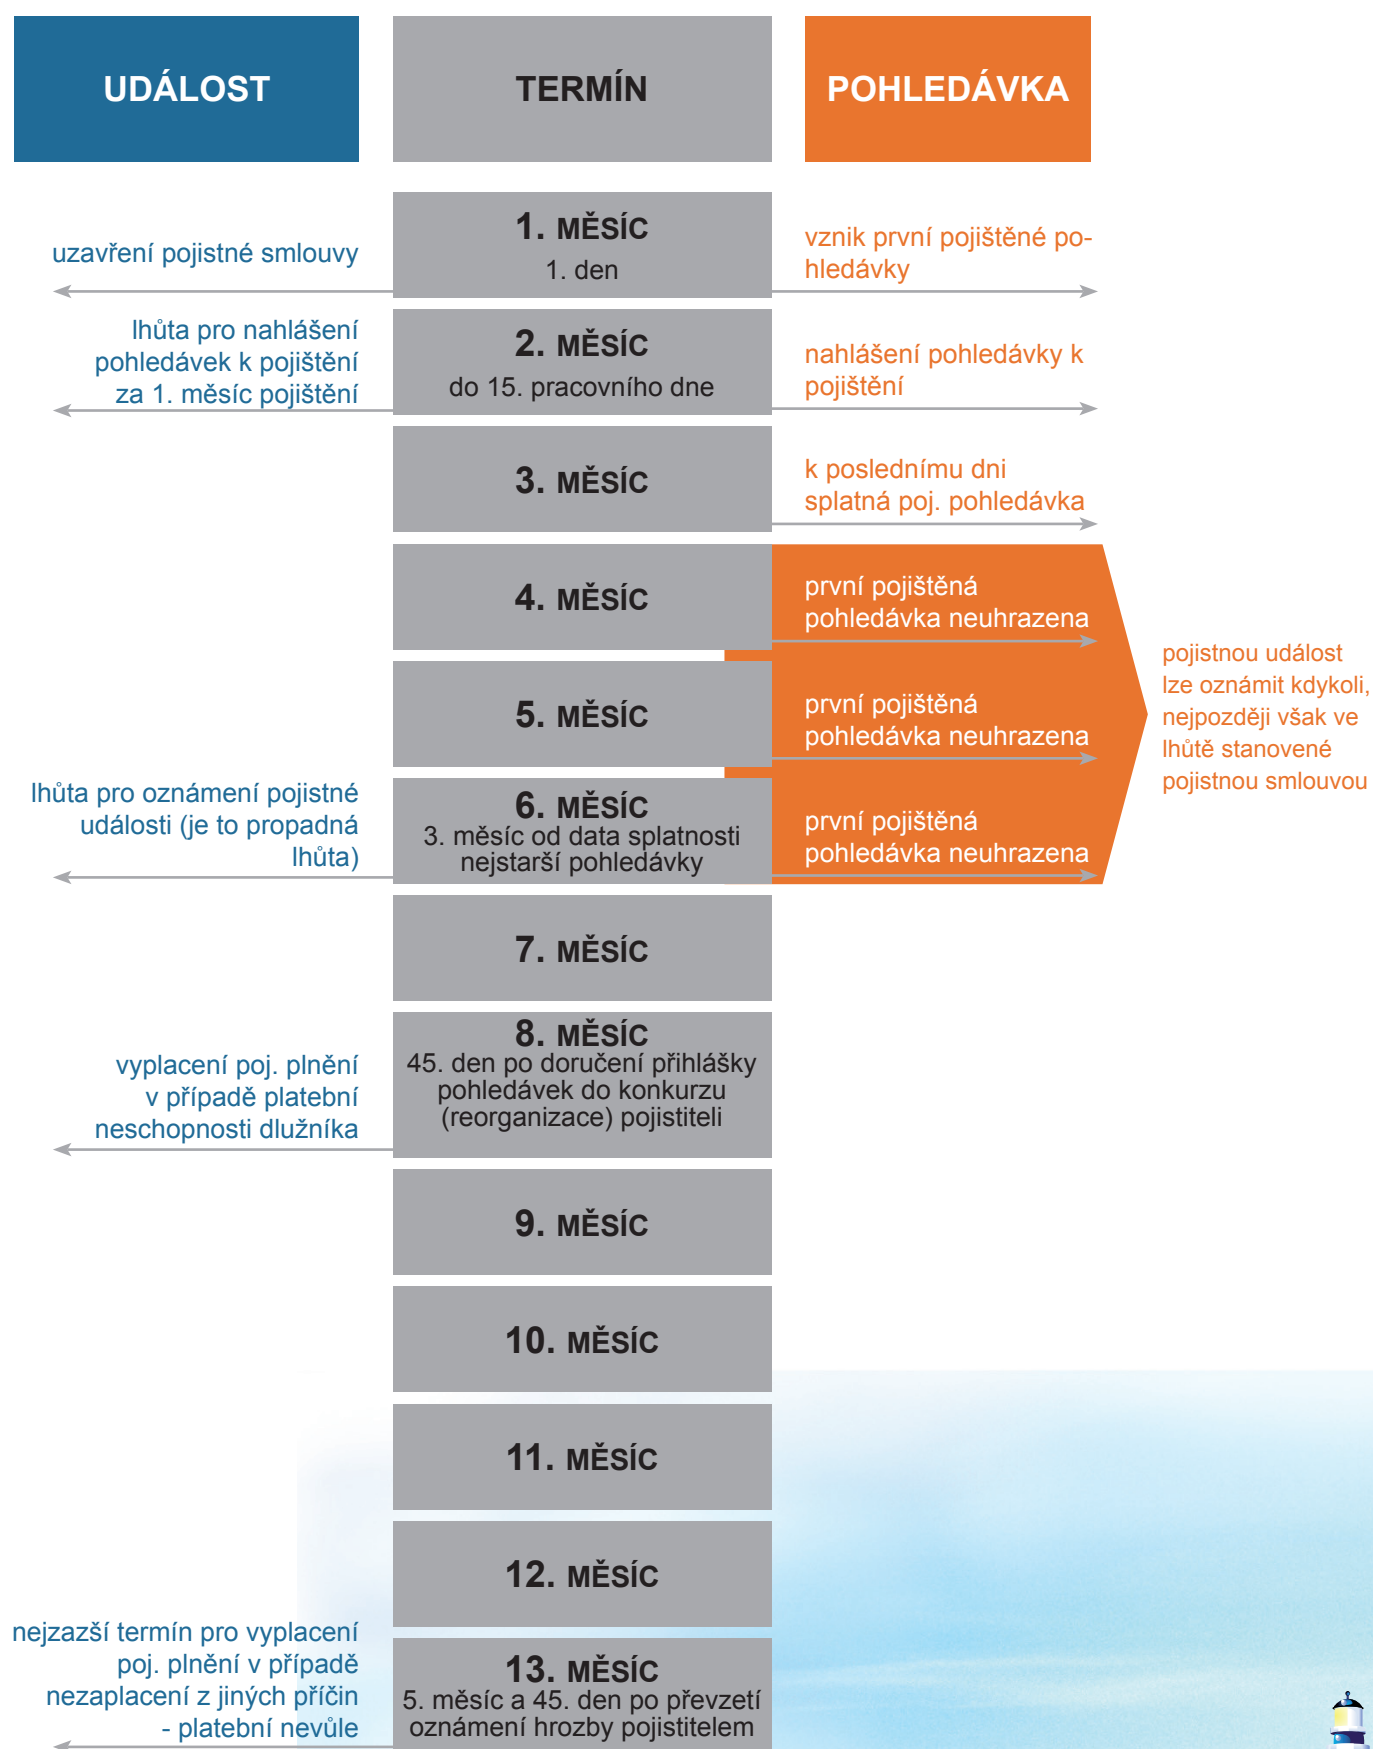 UDÁLOST
TERMÍN
POHLEDÁVKA
uzavření pojistné smlouvy
1. MĚSÍC
1. den
vznik první pojištěné po-
hledávky
lhůta pro nahlášení
pohledávek k pojištění
za 1. měsíc pojištění
2. MĚSÍC
do 15. pracovního dne
nahlášení pohledávky k
pojištění
3. MĚSÍC
k poslednímu dni
splatná poj. pohledávka
4. MĚSÍC
první pojištěná
pohledávka neuhrazena
5. MĚSÍC
první pojištěná
pohledávka neuhrazena
pojistnou událost
lze oznámit kdykoli,
nejpozději však ve
lhůtě stanovené
pojistnou smlouvou
lhůta pro oznámení pojistné
události (je to propadná
lhůta)
6. MĚSÍC
3. měsíc od data splatnosti
nejstarší pohledávky
první pojištěná
pohledávka neuhrazena
7. MĚSÍC
vyplacení poj. plnění
v případě platební
neschopnosti dlužníka
8. MĚSÍC
45. den po doručení přihlášky
pohledávek do konkurzu
(reorganizace) pojistiteli
9. MĚSÍC
10. MĚSÍC
11. MĚSÍC
12. MĚSÍC
nejzazší termín pro vyplacení
poj. plnění v případě
nezaplacení z jiných příčin
- platební nevůle
13. MĚSÍC
5. měsíc a 45. den po převzetí
oznámení hrozby pojistitelem